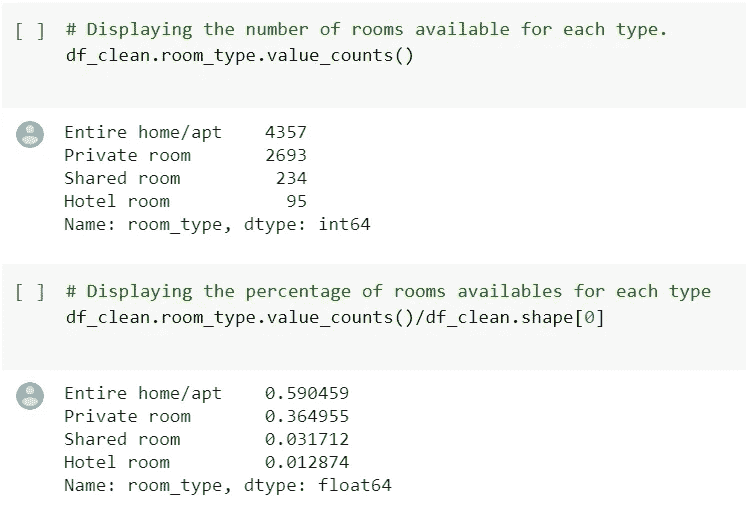 [ ] # Displaying the number of rooms available for each type.
df_clean.room_type.value_counts()
Entire home/apt    4357
Private room       2693
Shared room         234
Hotel room           95
Name: room_type, dtype: int64
[ ] # Displaying the percentage of rooms availables for each type
df_clean.room_type.value_counts()/df_clean.shape[0]
Entire home/apt    0.590459
Private room       0.364955
Shared room        0.031712
Hotel room         0.012874
Name: room_type, dtype: float64